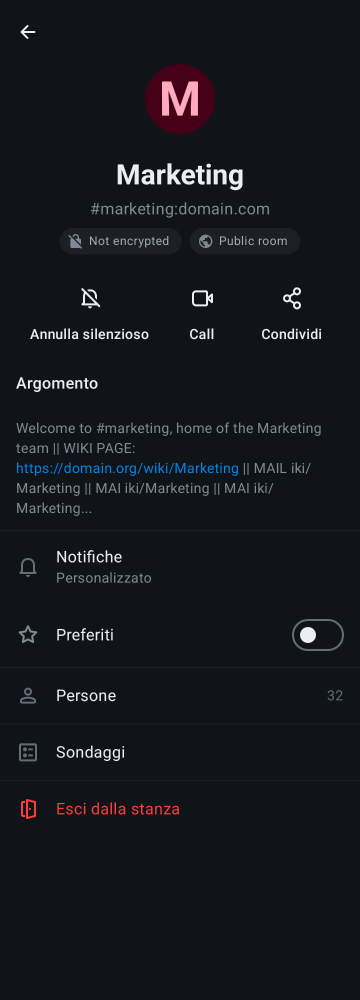 M
Marketing
#marketing:domain.com
Not encrypted
Public room
Annulla silenzioso
Call
Condividi
Argomento
Welcome to #marketing, home of the Marketing
team || WIKI PAGE:
https://domain.org/wiki/Marketing || MAIL iki/
Marketing || MAI iki/Marketing || MAI iki/
Marketing...
Notifiche
Personalizzato
Preferiti
Persone 32
Sondaggi
Esci dalla stanza